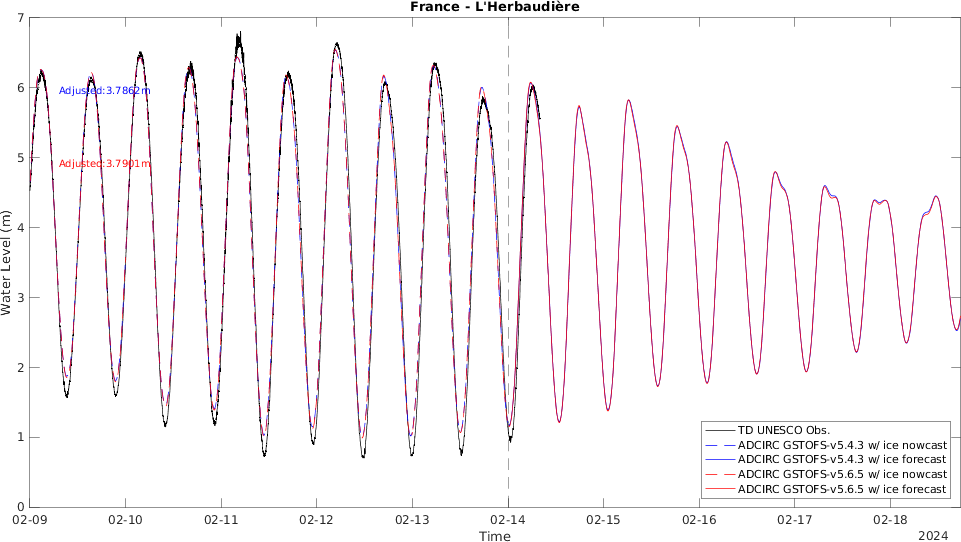 France - L'Herbaudière
7
6
5
4
3
2
1
0
Water Level (m)
Adjusted:3.7862m
Adjusted:3.7901m
TD UNESCO Obs.
ADCIRC GSTOFS-v5.4.3 w/ ice nowcast
ADCIRC GSTOFS-v5.4.3 w/ ice forecast
ADCIRC GSTOFS-v5.6.5 w/ ice nowcast
ADCIRC GSTOFS-v5.6.5 w/ ice forecast
02-09 02-10 02-11 02-12 02-13 02-14 02-15 02-16 02-17 02-18
Time
2024